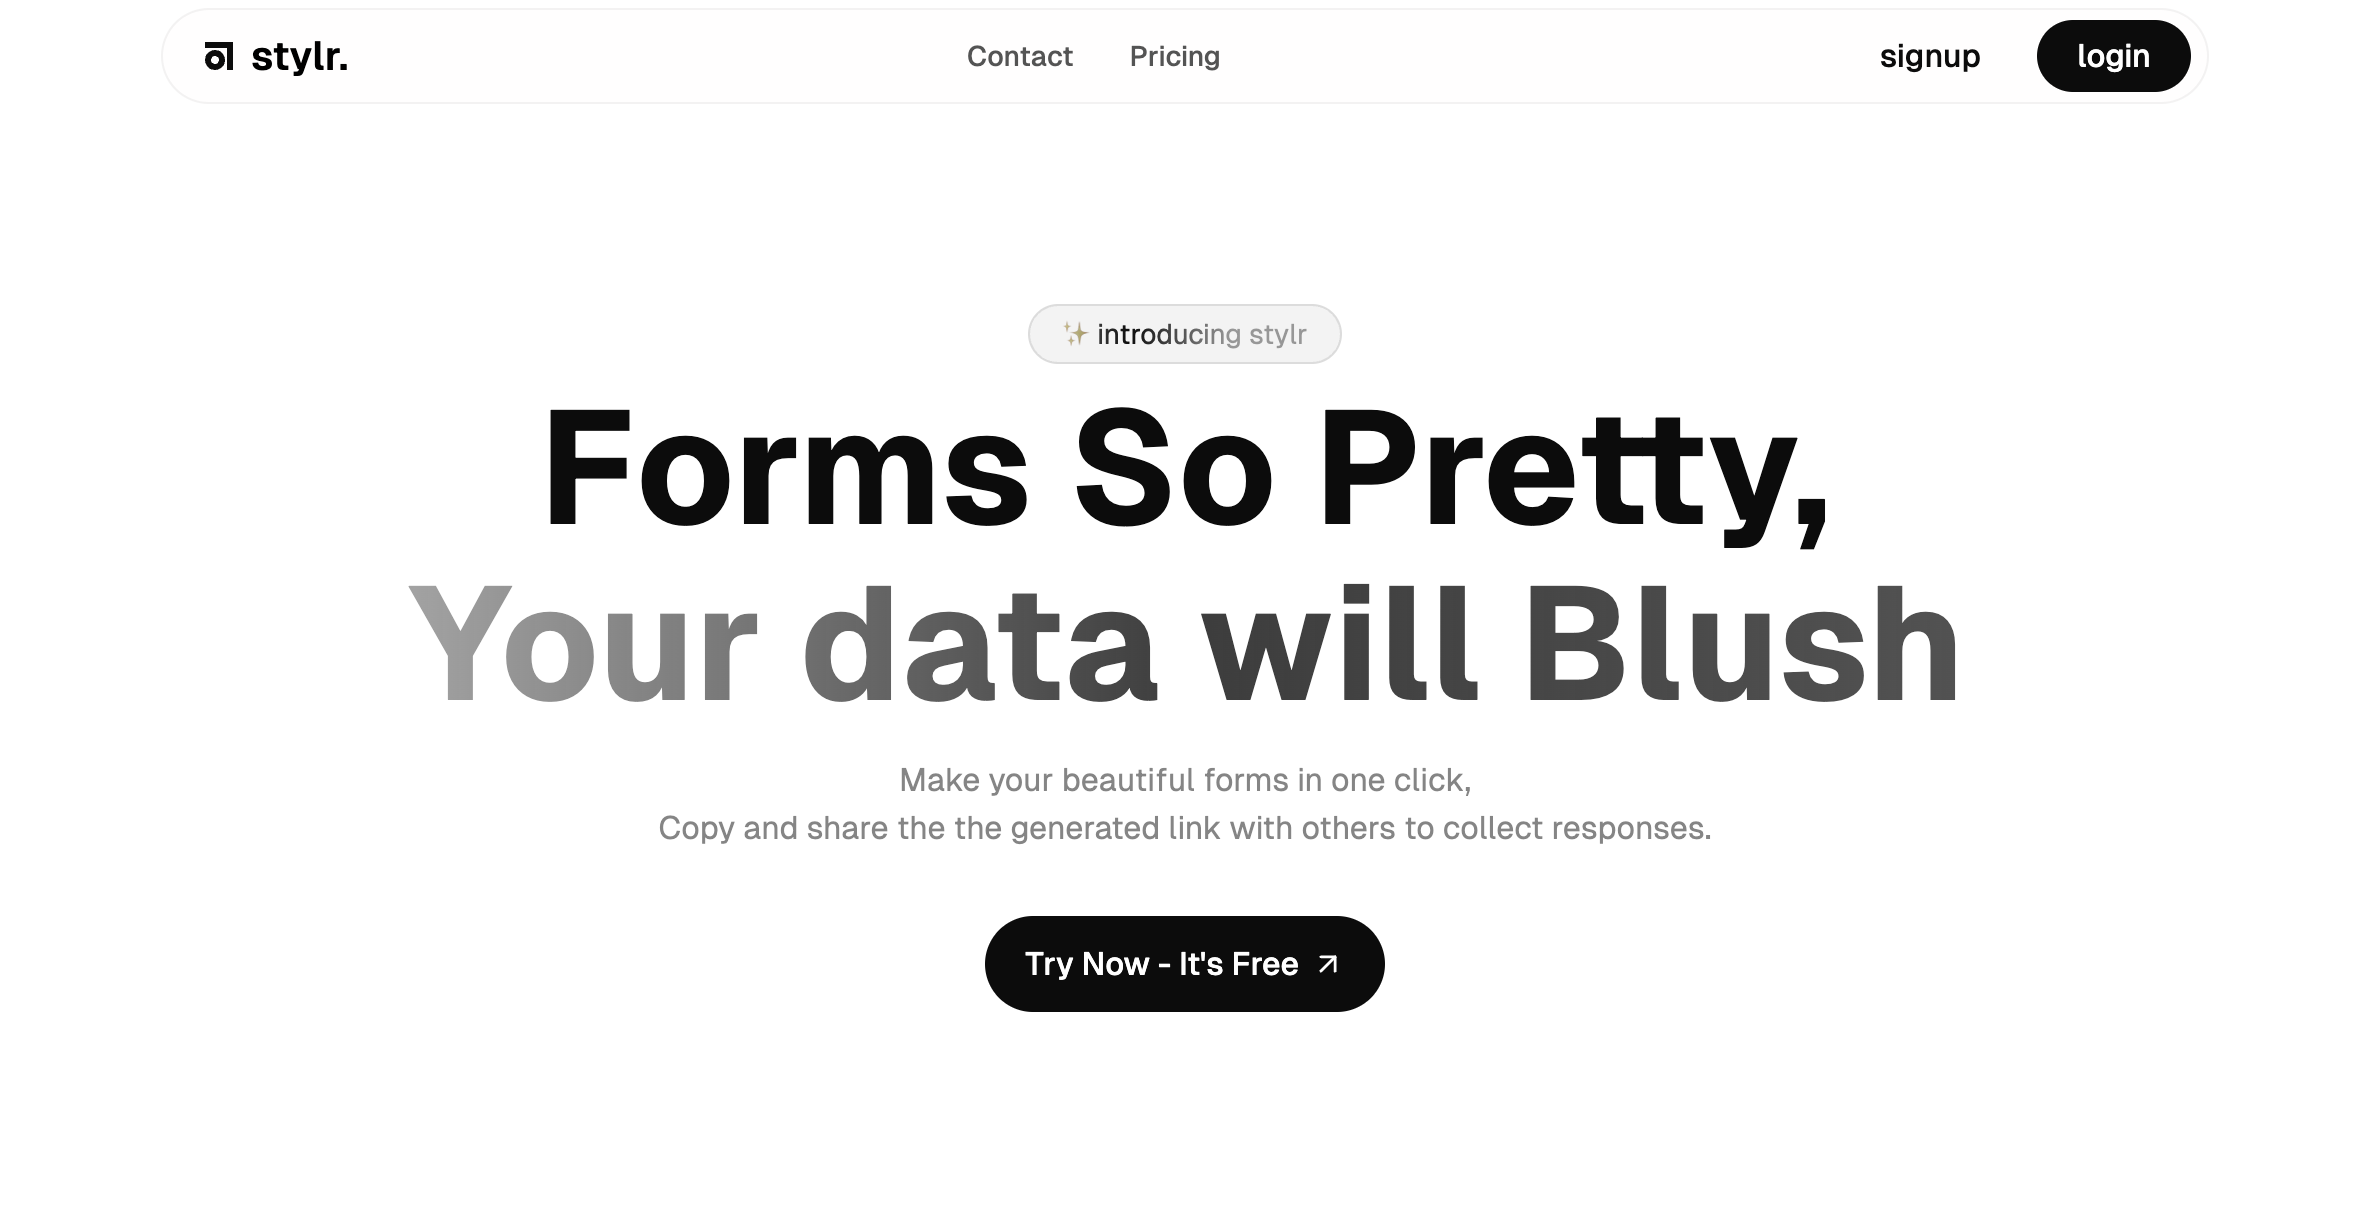 stylr.
Contact
Pricing
signup
login
✨ introducing stylr
Forms So Pretty,
Your data will Blush
Make your beautiful forms in one click,
Copy and share the the generated link with others to collect responses.
Try Now - It's Free